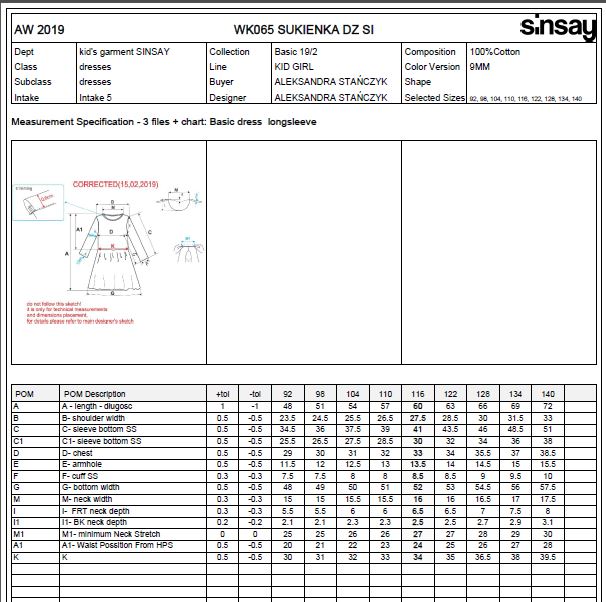 AW 2019 WK065 SUKIENKA DZ SI sinsay
Dept kid's garment SINSAY Collection Basic 19/2 Composition 100%Cotton
Class dresses Line KID GIRL Color Version 9MM
Subclass dresses Buyer ALEKSANDRA STAŃCZYK Shape
Intake Intake 5 Designer ALEKSANDRA STAŃCZYK Selected Sizes 92, 98, 104, 110, 116, 122, 128, 134, 140
Measurement Specification - 3 files + chart: Basic dress longsleeve
CORRECTED(15,02,2019)
do not follow this sketch!
it is only for technical measurements
and dimensions placement.
for details please refer to main designer's sketch
POM POM Description +tol -tol 92 98 104 110 116 122 128 134 140
A A - length - dlugosc 1 -1 48 51 54 57 60 63 66 69 72
B B- shoulder width 0.5 -0.5 23.5 24.5 25.5 26.5 27.5 28.5 30 31.5 33
C C- sleeve bottom SS 0.5 -0.5 34.5 36 37.5 39 41 43.5 46 48.5 51
C1 C1- sleeve bottom SS 0.5 -0.5 25.5 26.5 27.5 28.5 30 32 34 36 38
D D- chest 0.5 -0.5 29 30 31 32 33 34 35.5 37 38.5
E E- armhole 0.5 -0.5 11.5 12 12.5 13 13.5 14 14.5 15 15.5
F F- cuff SS 0.3 -0.3 7.5 7.5 8 8 8.5 8.5 9 9.5 10
G G- bottom width 0.5 -0.5 48 49 50 51 52 53 54.5 56 57.5
M M- neck width 0.3 -0.3 15 15 15.5 15.5 16 16 16.5 17 17.5
I I- FRT neck depth 0.3 -0.3 5.5 5.5 6 6 6.5 6.5 7 7.5 8
I1 I1- BK neck depth 0.2 -0.2 2.1 2.1 2.3 2.3 2.5 2.5 2.7 2.9 3.1
M1 M1- minimum Neck Stretch 0 0 25 25 26 26 27 27 28 29 30
A1 A1- Waist Possition From HPS 0.5 -0.5 20 21 22 23 24 25 26 27 28
K K 0.5 -0.5 30 31 32 33 34 35 36.5 38 39.5